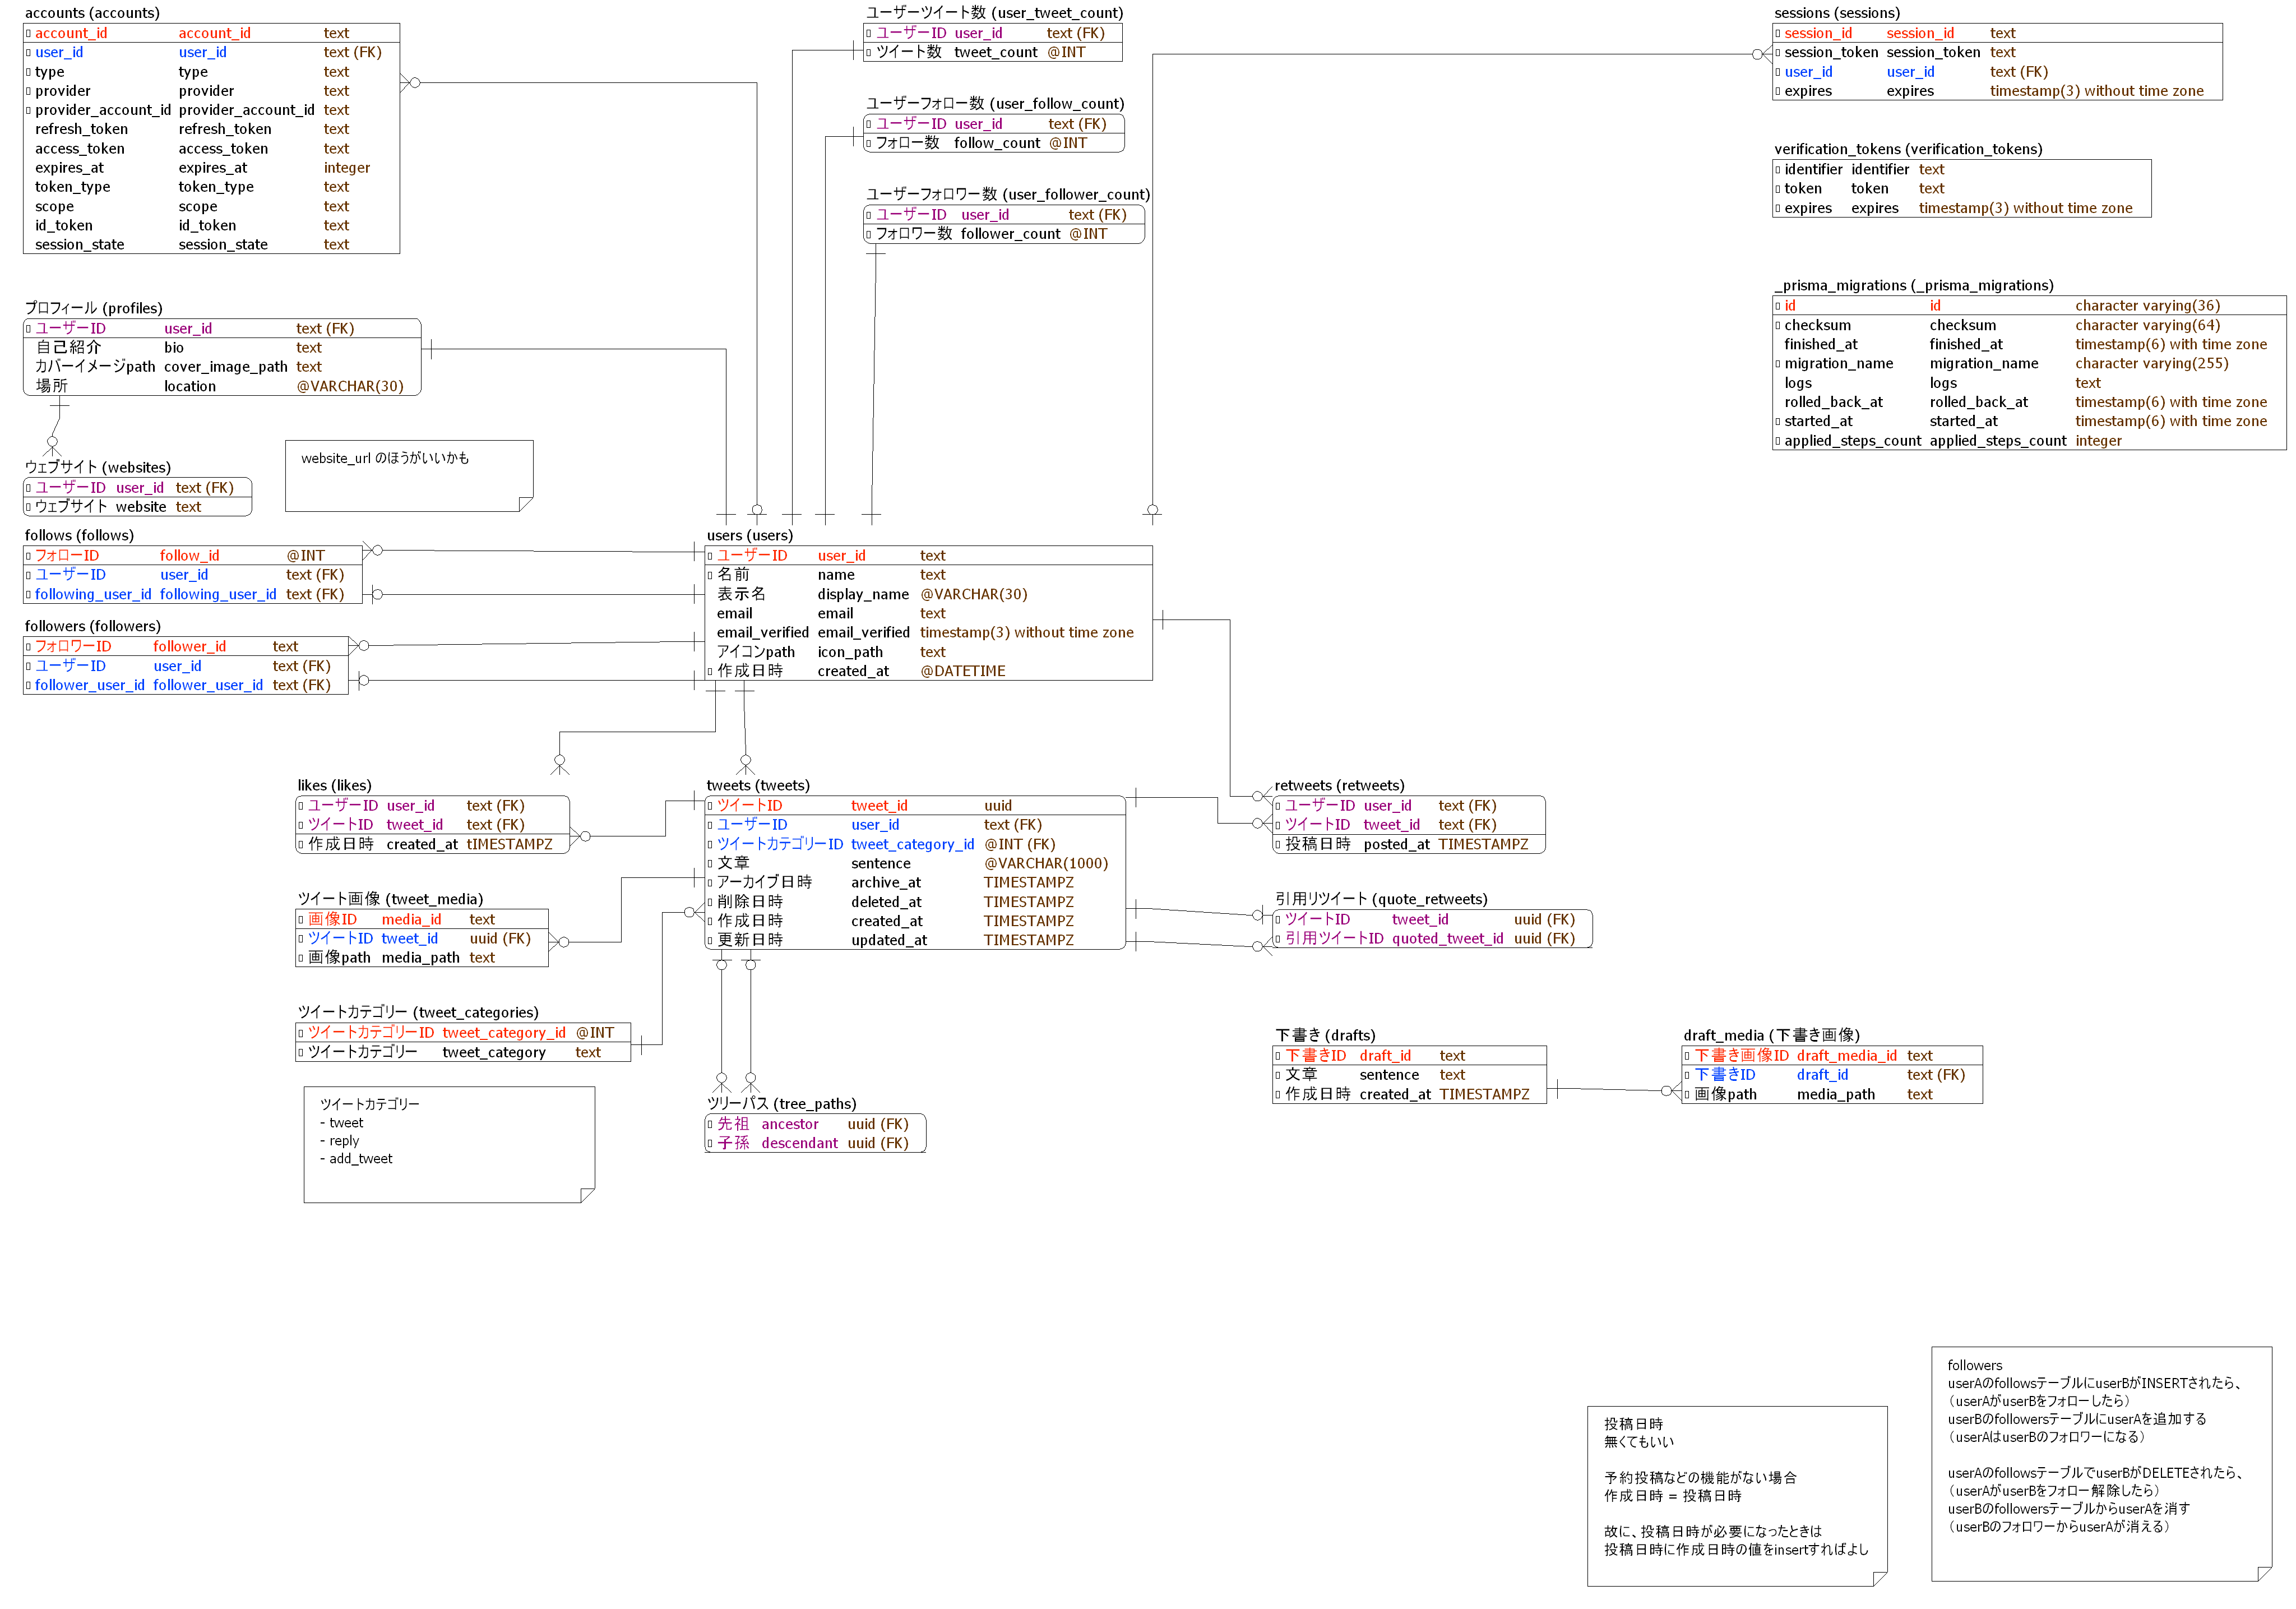 accounts (accounts)
account_id account_id text
user_id user_id text (FK)
type type text
provider provider text
provider_account_id provider_account_id text
refresh_token refresh_token text
access_token access_token text
expires_at expires_at integer
token_type token_type text
scope scope text
id_token id_token text
session_state session_state text
ユーザーツイート数 (user_tweet_count)
ユーザーID user_id text (FK)
ツイート数 tweet_count @INT
ユーザーフォロー数 (user_follow_count)
ユーザーID user_id text (FK)
フォロー数 follow_count @INT
ユーザーフォロワー数 (user_follower_count)
ユーザーID user_id text (FK)
フォロワー数 follower_count @INT
sessions (sessions)
session_id session_id text
session_token session_token text
user_id user_id text (FK)
expires expires timestamp(3) without time zone
verification_tokens (verification_tokens)
identifier identifier text
token token text
expires expires timestamp(3) without time zone
_prisma_migrations (_prisma_migrations)
id id character varying(36)
checksum checksum character varying(64)
finished_at finished_at timestamp(6) with time zone
migration_name migration_name character varying(255)
logs logs text
rolled_back_at rolled_back_at timestamp(6) with time zone
started_at started_at timestamp(6) with time zone
applied_steps_count applied_steps_count integer
プロフィール (profiles)
ユーザーID user_id text (FK)
自己紹介 bio text
カバーイメージpath cover_image_path text
場所 location @VARCHAR(30)
ウェブサイト (websites)
ユーザーID user_id text (FK)
ウェブサイト website text
website_url のほうがいいかも
follows (follows)
フォローID follow_id @INT
ユーザーID user_id text (FK)
following_user_id following_user_id text (FK)
followers (followers)
フォロワーID follower_id text
ユーザーID user_id text (FK)
follower_user_id follower_user_id text (FK)
users (users)
ユーザーID user_id text
名前 name text
表示名 display_name @VARCHAR(30)
email email text
email_verified email_verified timestamp(3) without time zone
アイコンpath icon_path text
作成日時 created_at @DATETIME
likes (likes)
ユーザーID user_id text (FK)
ツイートID tweet_id text (FK)
作成日時 created_at tIMESTAMPZ
tweets (tweets)
ツイートID tweet_id uuid
ユーザーID user_id text (FK)
ツイートカテゴリーID tweet_category_id @INT (FK)
文章 sentence @VARCHAR(1000)
アーカイブ日時 archive_at TIMESTAMPZ
削除日時 deleted_at TIMESTAMPZ
作成日時 created_at TIMESTAMPZ
更新日時 updated_at TIMESTAMPZ
retweets (retweets)
ユーザーID user_id text (FK)
ツイートID tweet_id text (FK)
投稿日時 posted_at TIMESTAMPZ
ツイート画像 (tweet_media)
画像ID media_id text
ツイートID tweet_id uuid (FK)
画像path media_path text
引用リツイート (quote_retweets)
ツイートID tweet_id uuid (FK)
引用ツイートID quoted_tweet_id uuid (FK)
ツイートカテゴリー (tweet_categories)
ツイートカテゴリーID tweet_category_id @INT
ツイートカテゴリー tweet_category text
ツイートカテゴリー
- tweet
- reply
- add_tweet
ツリーパス (tree_paths)
先祖 ancestor uuid (FK)
子孫 descendant uuid (FK)
下書き (drafts)
下書きID draft_id text
文章 sentence text
作成日時 created_at TIMESTAMPZ
draft_media (下書き画像)
下書き画像ID draft_media_id text
下書きID draft_id text (FK)
画像path media_path text
投稿日時
無くてもいい
予約投稿などの機能がない場合
作成日時 = 投稿日時
故に、投稿日時が必要になったときは
投稿日時に作成日時の値をinsertすればよし
followers
userAのfollowsテーブルにuserBがINSERTされたら、
（userAがuserBをフォローしたら）
userBのfollowersテーブルにuserAを追加する
（userAはuserBのフォロワーになる）
userAのfollowsテーブルでuserBがDELETEされたら、
（userAがuserBをフォロー解除したら）
userBのfollowersテーブルからuserAを消す
（userBのフォロワーからuserAが消える）